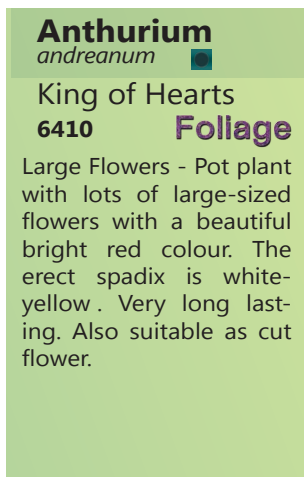 Anthurium
andreanum
King of Hearts
6410 Foliage
Large Flowers - Pot plant
with lots of large-sized
flowers with a beautiful
bright red colour. The
erect spadix is white-
yellow . Very long last-
ing. Also suitable as cut
flower.